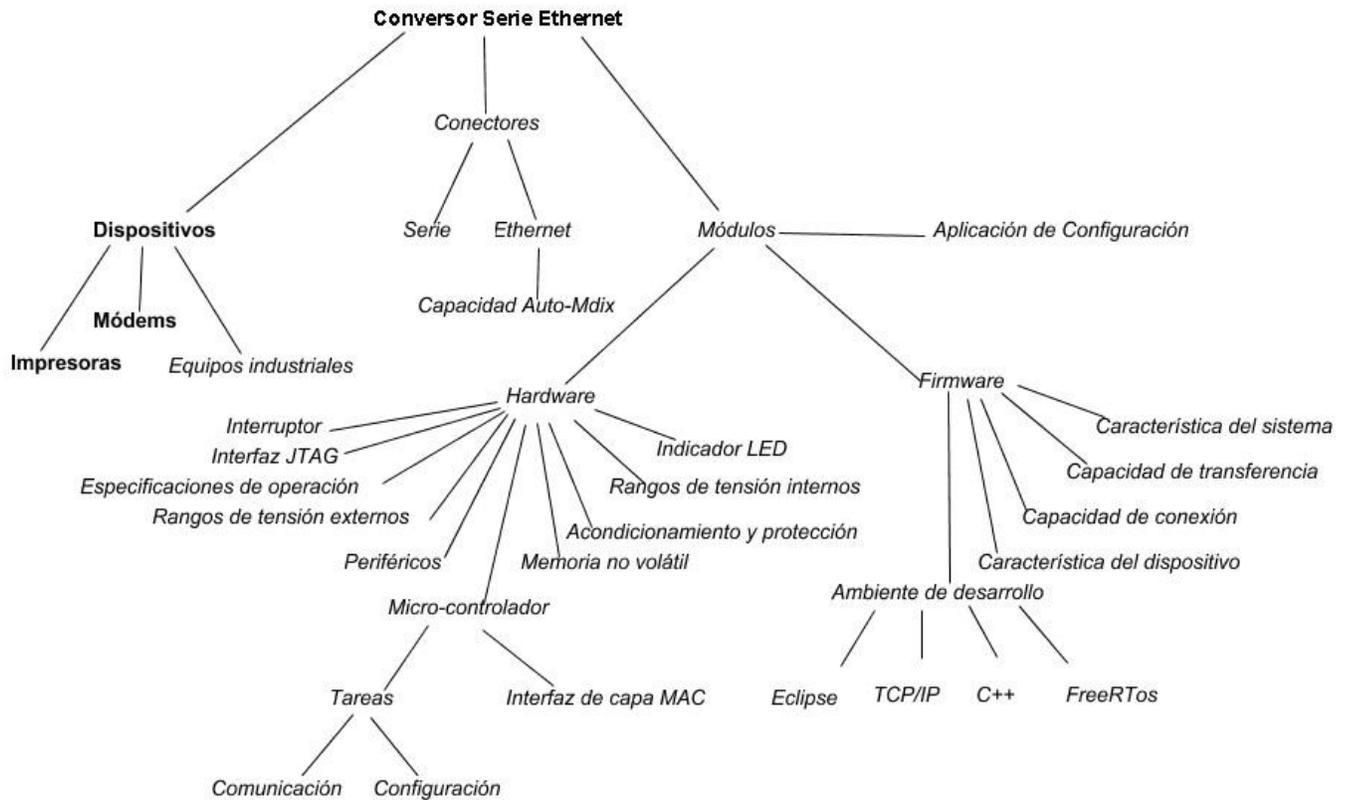 Conversor Serie Ethernet
Conectores
Dispositivos
Serie
Ethernet
Módulos
Aplicación de Configuración
Capacidad Auto-Mdix
Módems
Impresoras
Equipos industriales
Hardware
Firmware
Interruptor
Interfaz JTAG
Especificaciones de operación
Rangos de tensión externos
Periféricos
Micro-controlador
Memoria no volátil
Acondicionamiento y protección
Rangos de tensión internos
Indicador LED
Característica del sistema
Capacidad de transferencia
Capacidad de conexión
Característica del dispositivo
Ambiente de desarrollo
Tareas
Interfaz de capa MAC
Eclipse
TCP/IP
C++
FreeRTos
Comunicación
Configuración